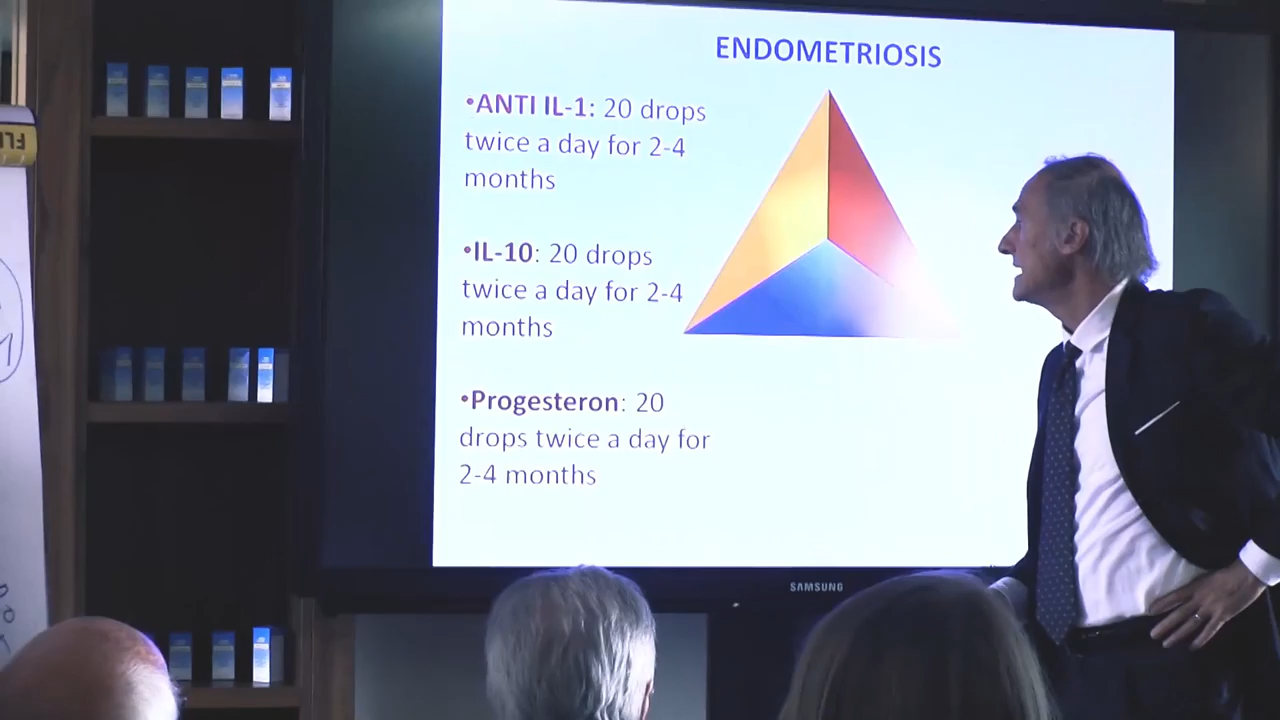 ENDOMETRIOSIS
•ANTI IL-1: 20 drops
twice a day for 2-4
months
•IL-10: 20 drops
twice a day for 2-4
months
•Progesteron: 20
drops twice a day for
2-4 months
SAMSUNG